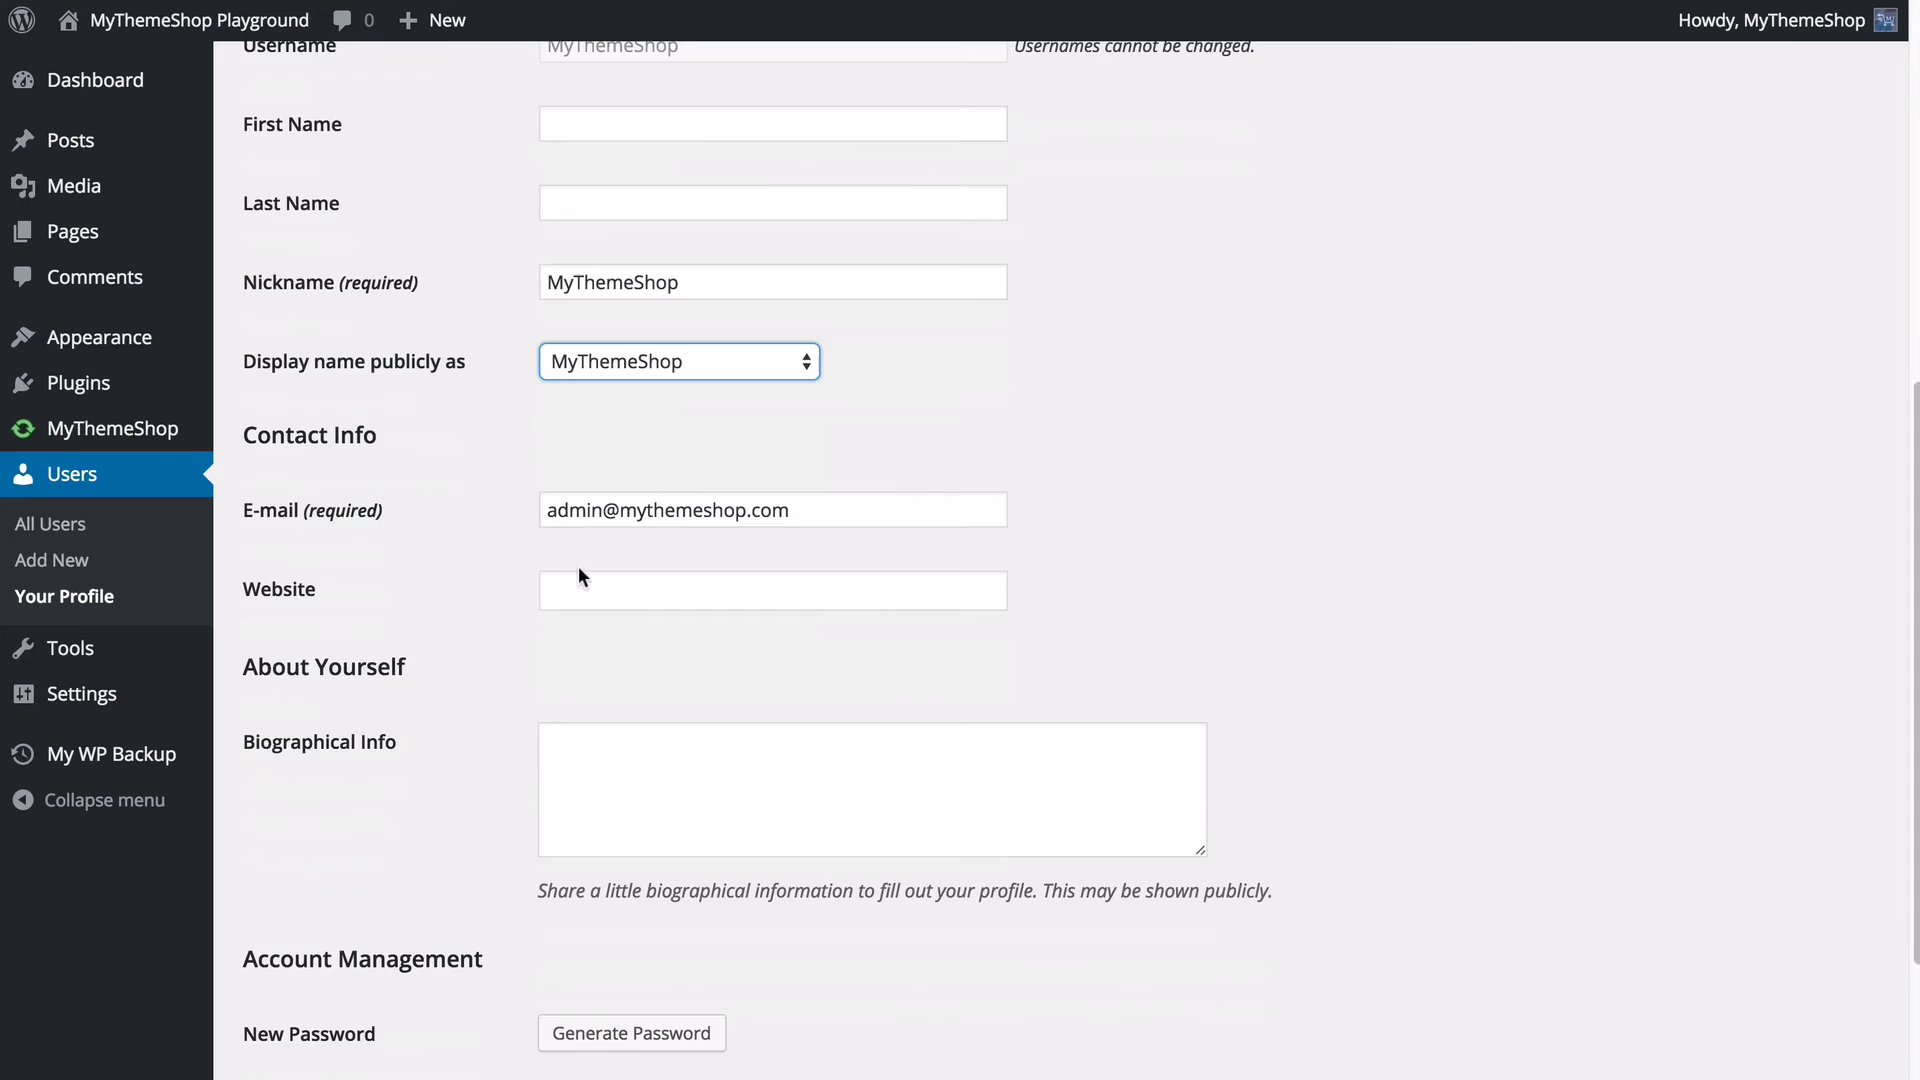 MyThemeShop Playground 0 New Howdy, MyThemeShop
Username MyThemeShop Usernames cannot be changed.
Dashboard
Posts
Media
Pages
Comments
Appearance
Plugins
MyThemeShop
Users
All Users
Add New
Your Profile
Tools
Settings
My WP Backup
Collapse menu
First Name
Last Name
Nickname (required) MyThemeShop
Display name publicly as MyThemeShop
Contact Info
E-mail (required) admin@mythemeshop.com
Website
About Yourself
Biographical Info
Share a little biographical information to fill out your profile. This may be shown publicly.
Account Management
New Password Generate Password